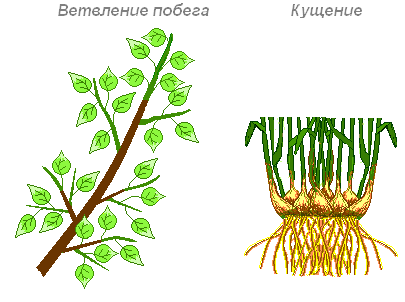 Ветвление побега Кущение